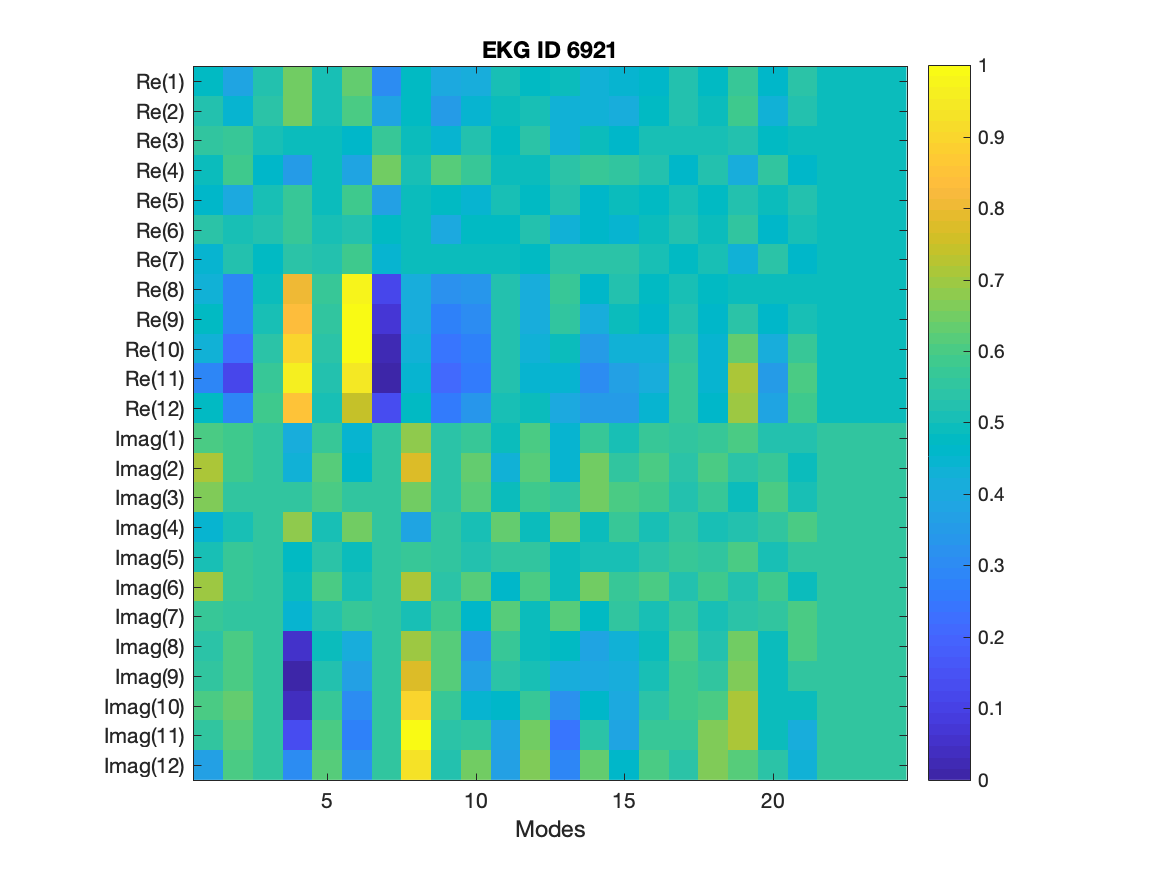 EKG ID 6921
Re(1)
Re(2)
Re(3)
Re(4)
Re(5)
Re(6)
Re(7)
Re(8)
Re(9)
Re(10)
Re(11)
Re(12)
Imag(1)
Imag(2)
Imag(3)
Imag(4)
Imag(5)
Imag(6)
Imag(7)
Imag(8)
Imag(9)
Imag(10)
Imag(11)
Imag(12)
5 10 15 20
Modes
1
0.9
0.8
0.7
0.6
0.5
0.4
0.3
0.2
0.1
0